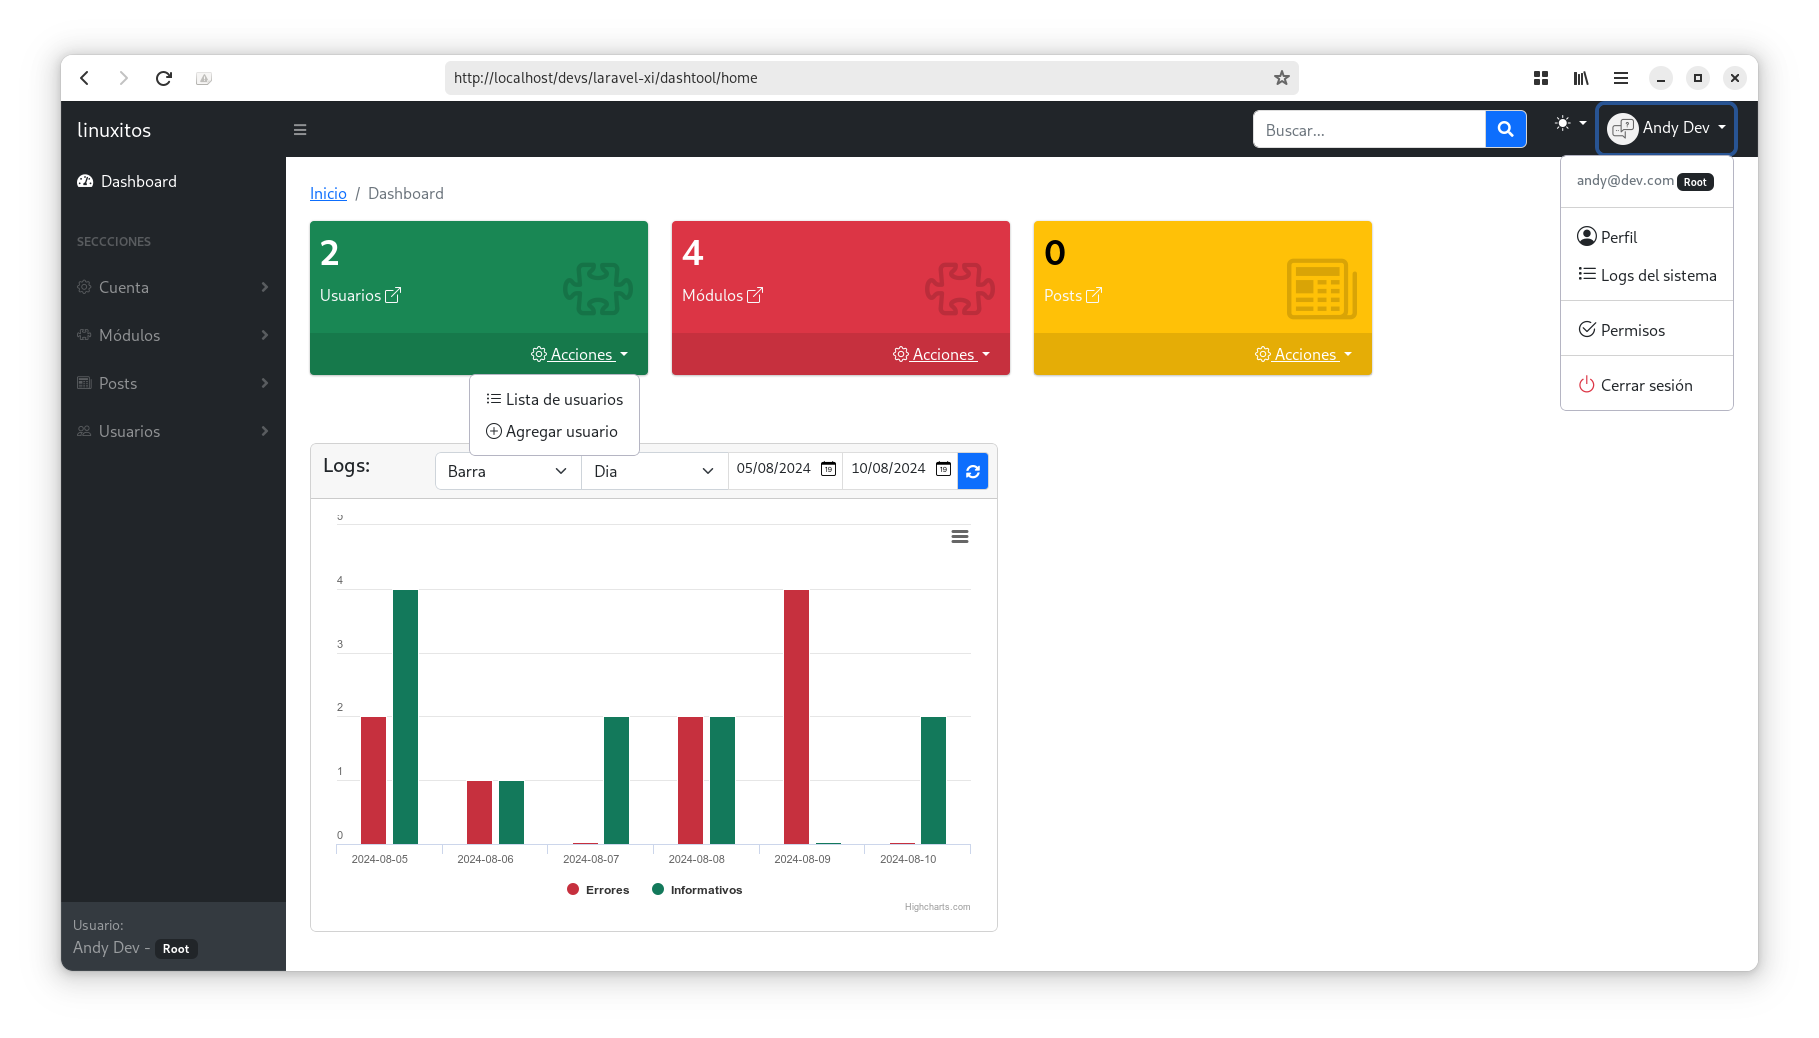 http://localhost/devs/laravel-xi/dashtool/home
linuxitos
Buscar...
Andy Dev
Dashboard
SECCCIONES
Cuenta
Módulos
Posts
Usuarios
Usuario:
Andy Dev - Root
andy@dev.com Root
Perfil
Logs del sistema
Permisos
Cerrar sesión
Inicio / Dashboard
2
Usuarios
Acciones
4
Módulos
Acciones
0
Posts
Acciones
Lista de usuarios
Agregar usuario
Logs:
Barra
Dia
05/08/2024
10/08/2024
5
4
3
2
1
0
2024-08-05 2024-08-06 2024-08-07 2024-08-08 2024-08-09 2024-08-10
Errores Informativos
Highcharts.com